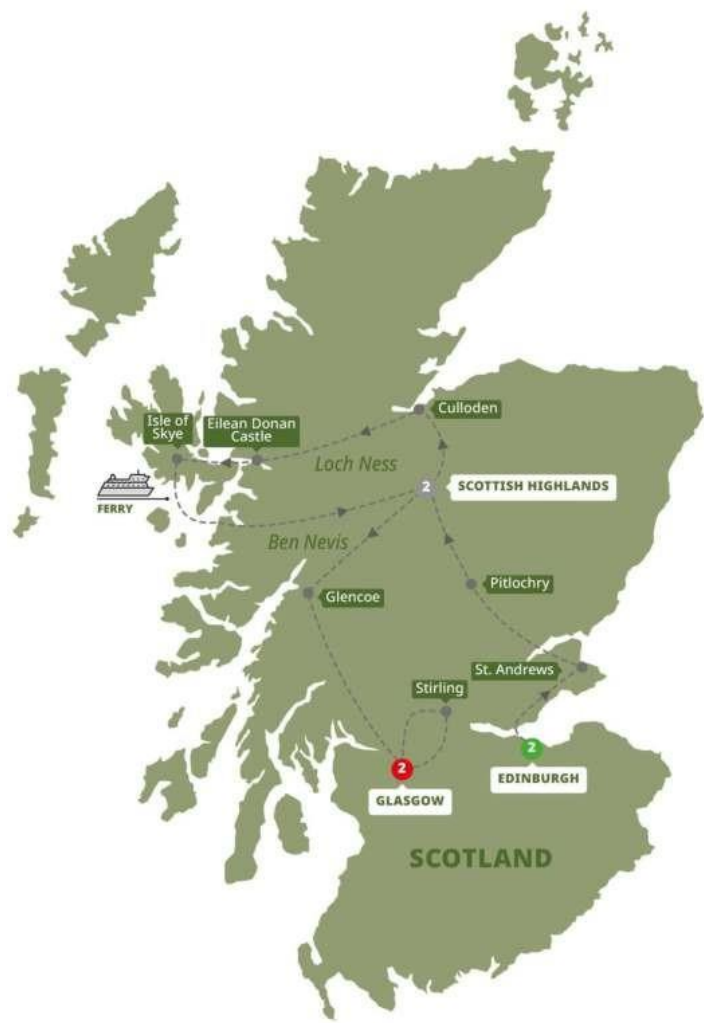 Culloden
Isle of
Skye
Eilean Donan
Castle
Loch Ness
2
SCOTTISH HIGHLANDS
FERRY
Ben Nevis
Pitlochry
Glencoe
St. Andrews
Stirling
2
EDINBURGH
2
GLASGOW
SCOTLAND